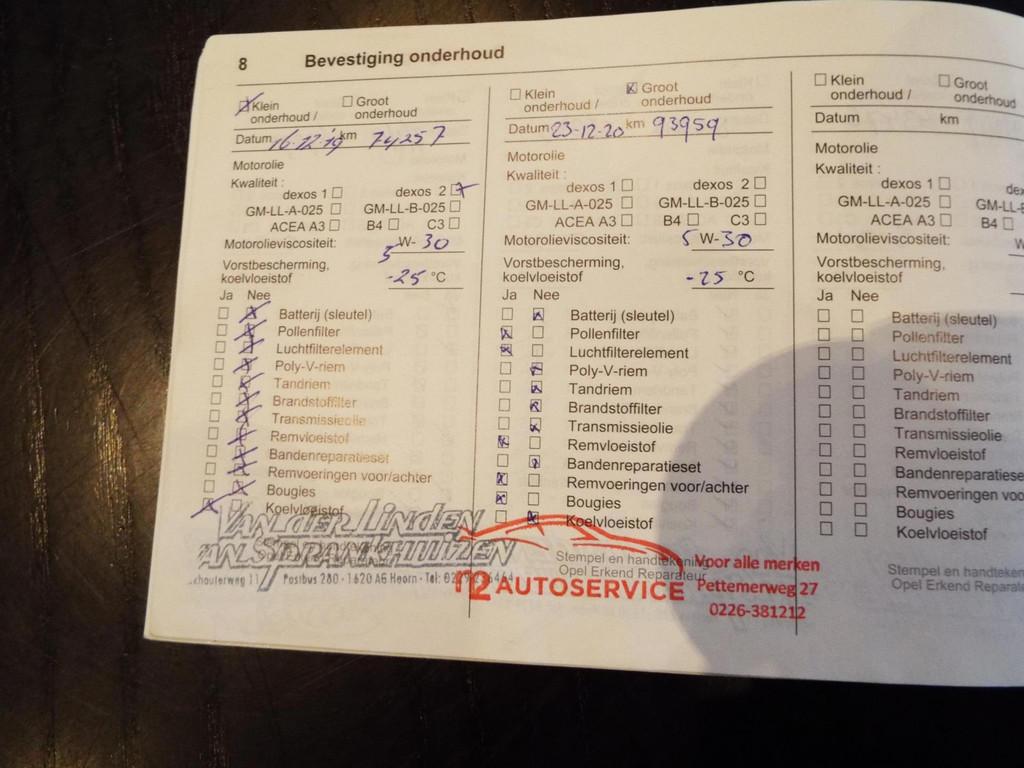 8 Bevestiging onderhoud
Klein onderhoud /
Groot onderhoud
Datum 16-12-'19 km 74257
Motorolie
Kwaliteit :
dexos 1 dexos 2
GM-LL-A-025 GM-LL-B-025
ACEA A3 B4 C3
Motorolieviscositeit: 5 W- 30
Vorstbescherming,
koelvloeistof -25 °C
Ja Nee
Batterij (sleutel)
Pollenfilter
Luchtfilterelement
Poly-V-riem
Tandriem
Brandstoffilter
Transmissieolie
Remvloeistof
Bandenreparatieset
Remvoeringen voor/achter
Bougies
Koelvloeistof
VAN DER LINDEN
VAN SPRANKHUIZEN
Postbus 280 - 1620 AG Hoorn - Tel:
Klein onderhoud /
Groot onderhoud
Datum 23-12-20 km 93959
Motorolie
Kwaliteit :
dexos 1 dexos 2
GM-LL-A-025 GM-LL-B-025
ACEA A3 B4 C3
Motorolieviscositeit: 5 W-30
Vorstbescherming,
koelvloeistof -25 °C
Ja Nee
Batterij (sleutel)
Pollenfilter
Luchtfilterelement
Poly-V-riem
Tandriem
Brandstoffilter
Transmissieolie
Remvloeistof
Bandenreparatieset
Remvoeringen voor/achter
Bougies
Koelvloeistof
Stempel en handtekening
Opel Erkend Reparateur
AUTOSERVICE
Voor alle merken
Pettemerweg 27
0226-381212
Klein onderhoud /
Groot onderhoud
Datum km
Motorolie
Kwaliteit :
dexos 1
GM-LL-A-025 GM-LL-
ACEA A3 B4
Motorolieviscositeit: W
Vorstbescherming,
koelvloeistof
Ja Nee
Batterij (sleutel)
Pollenfilter
Luchtfilterelement
Poly-V-riem
Tandriem
Brandstoffilter
Transmissieolie
Remvloeistof
Bandenreparatiese
Remvoeringen voo
Bougies
Koelvloeistof
Stempel en handteken
Opel Erkend Reparate